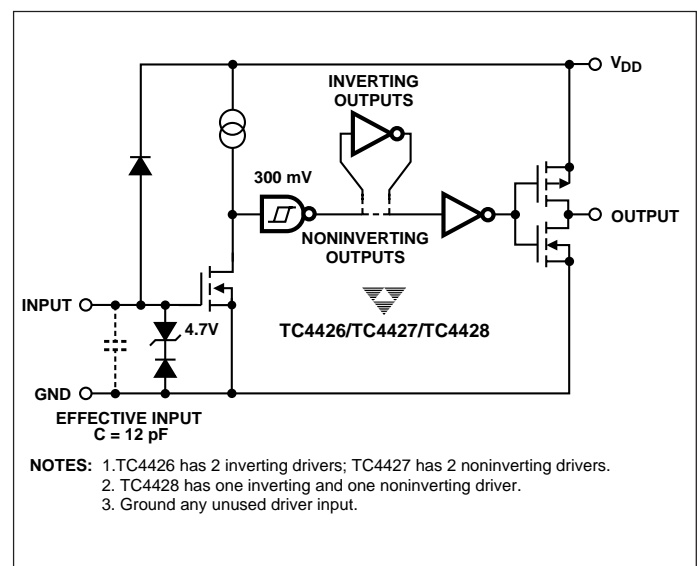 VDD
INVERTING
OUTPUTS
300 mV
OUTPUT
NONINVERTING
OUTPUTS
INPUT
4.7V
TC4426/TC4427/TC4428
GND
EFFECTIVE INPUT
C = 12 pF
NOTES: 1.TC4426 has 2 inverting drivers; TC4427 has 2 noninverting drivers.
2. TC4428 has one inverting and one noninverting driver.
3. Ground any unused driver input.